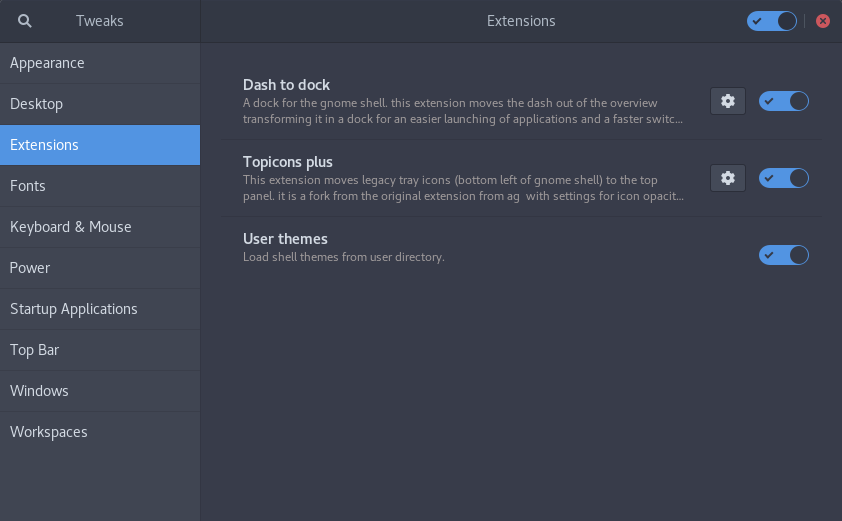 Tweaks
Extensions
Appearance
Desktop
Extensions
Fonts
Keyboard & Mouse
Power
Startup Applications
Top Bar
Windows
Workspaces
Dash to dock
A dock for the gnome shell. this extension moves the dash out of the overview
transforming it in a dock for an easier launching of applications and a faster switc...
Topicons plus
This extension moves legacy tray icons (bottom left of gnome shell) to the top
panel. it is a fork from the original extension from ag  with settings for icon opacit...
User themes
Load shell themes from user directory.